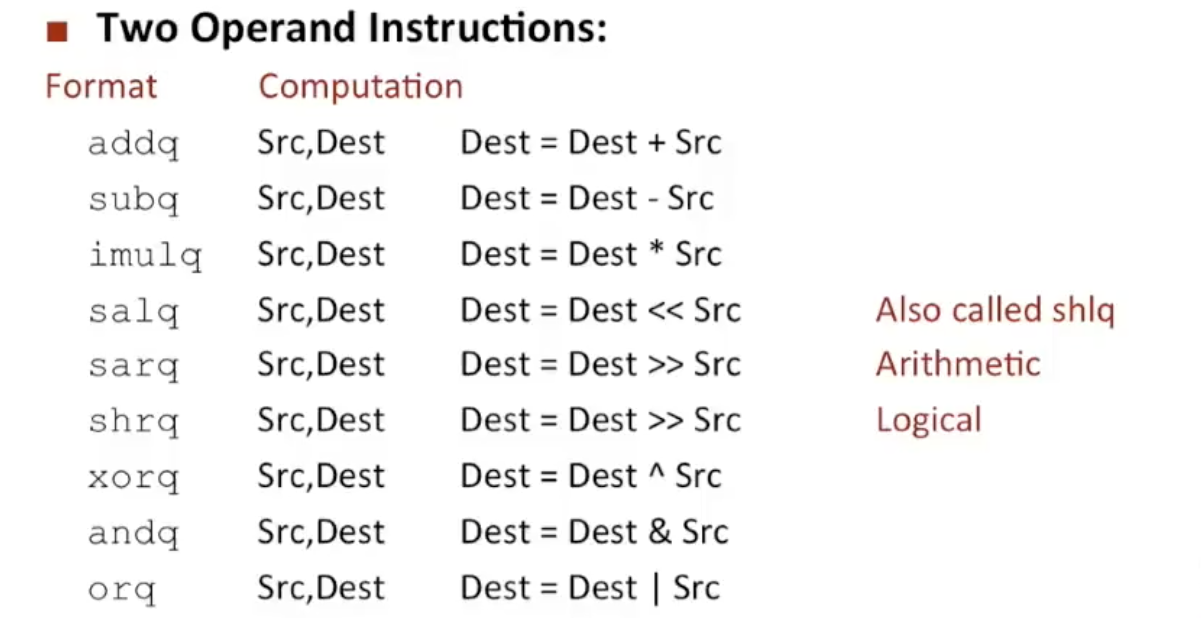 ■ Two Operand Instructions:
Format Computation
addq Src,Dest Dest = Dest + Src
subq Src,Dest Dest = Dest - Src
imulq Src,Dest Dest = Dest * Src
salq Src,Dest Dest = Dest << Src Also called shlq
sarq Src,Dest Dest = Dest >> Src Arithmetic
shrq Src,Dest Dest = Dest >> Src Logical
xorq Src,Dest Dest = Dest ^ Src
andq Src,Dest Dest = Dest & Src
orq Src,Dest Dest = Dest | Src